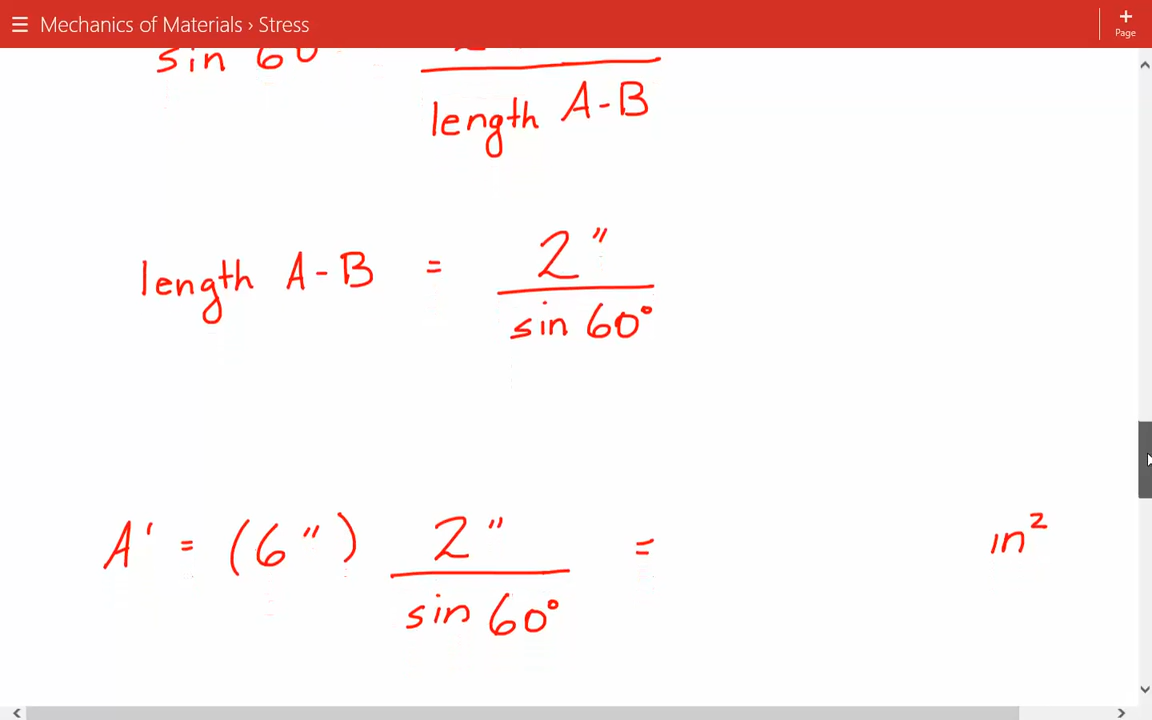 Mechanics of Materials › Stress
Page
sin 60
length A-B
length A-B = 2" / sin 60°
A' = (6") 2" / sin 60° = in²